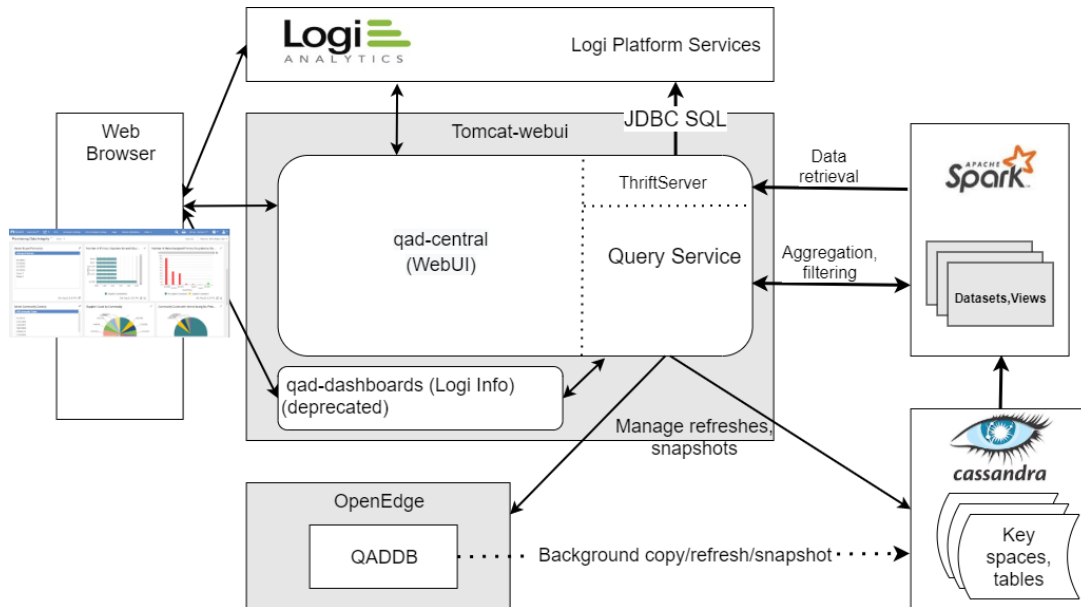 Logi
ANALYTICS
Logi Platform Services
JDBC SQL
Web
Browser
Tomcat-webui
ThriftServer
qad-central
(WebUI)
Query Service
Data
retrieval
APACHE
Spark
Aggregation,
filtering
Datasets,Views
qad-dashboards (Logi Info)
(deprecated)
Manage refreshes,
snapshots
cassandra
OpenEdge
QADDB
Background copy/refresh/snapshot
Key
spaces,
tables